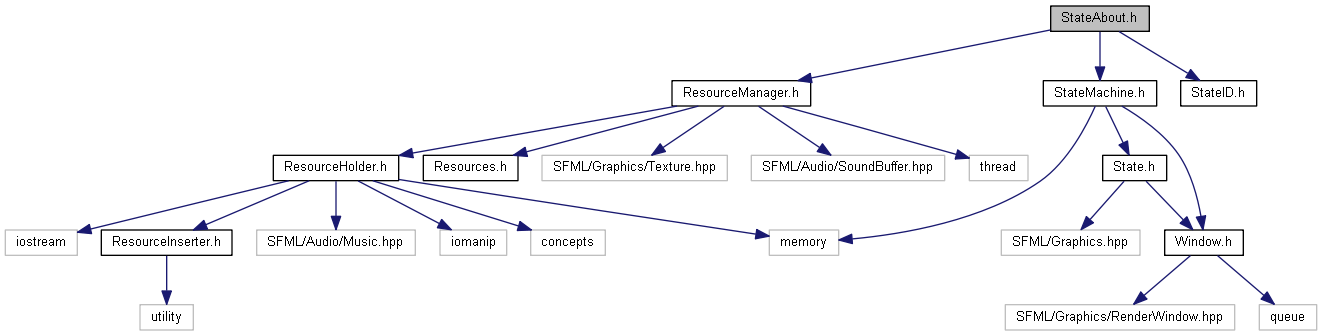 StateAbout.h
ResourceManager.h
StateMachine.h
StateID.h
ResourceHolder.h
Resources.h
SFML/Graphics/Texture.hpp
SFML/Audio/SoundBuffer.hpp
thread
State.h
iostream
ResourceInserter.h
SFML/Audio/Music.hpp
iomanip
concepts
memory
SFML/Graphics.hpp
Window.h
utility
SFML/Graphics/RenderWindow.hpp
queue